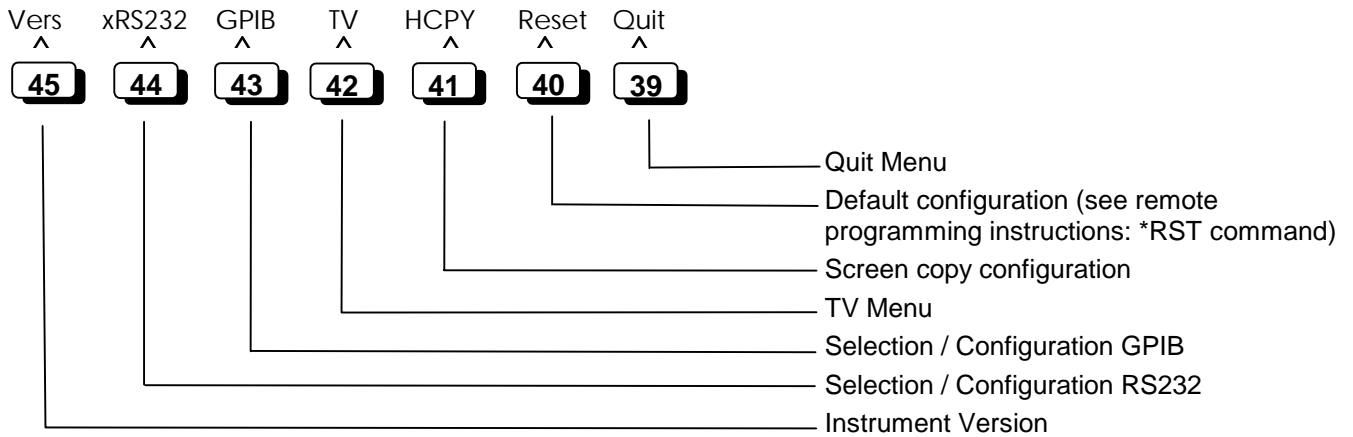 Vers xRS232 GPIB TV HCPY Reset Quit
^ ^ ^ ^ ^ ^ ^
45 44 43 42 41 40 39
Quit Menu
Default configuration (see remote
programming instructions: *RST command)
Screen copy configuration
TV Menu
Selection / Configuration GPIB
Selection / Configuration RS232
Instrument Version